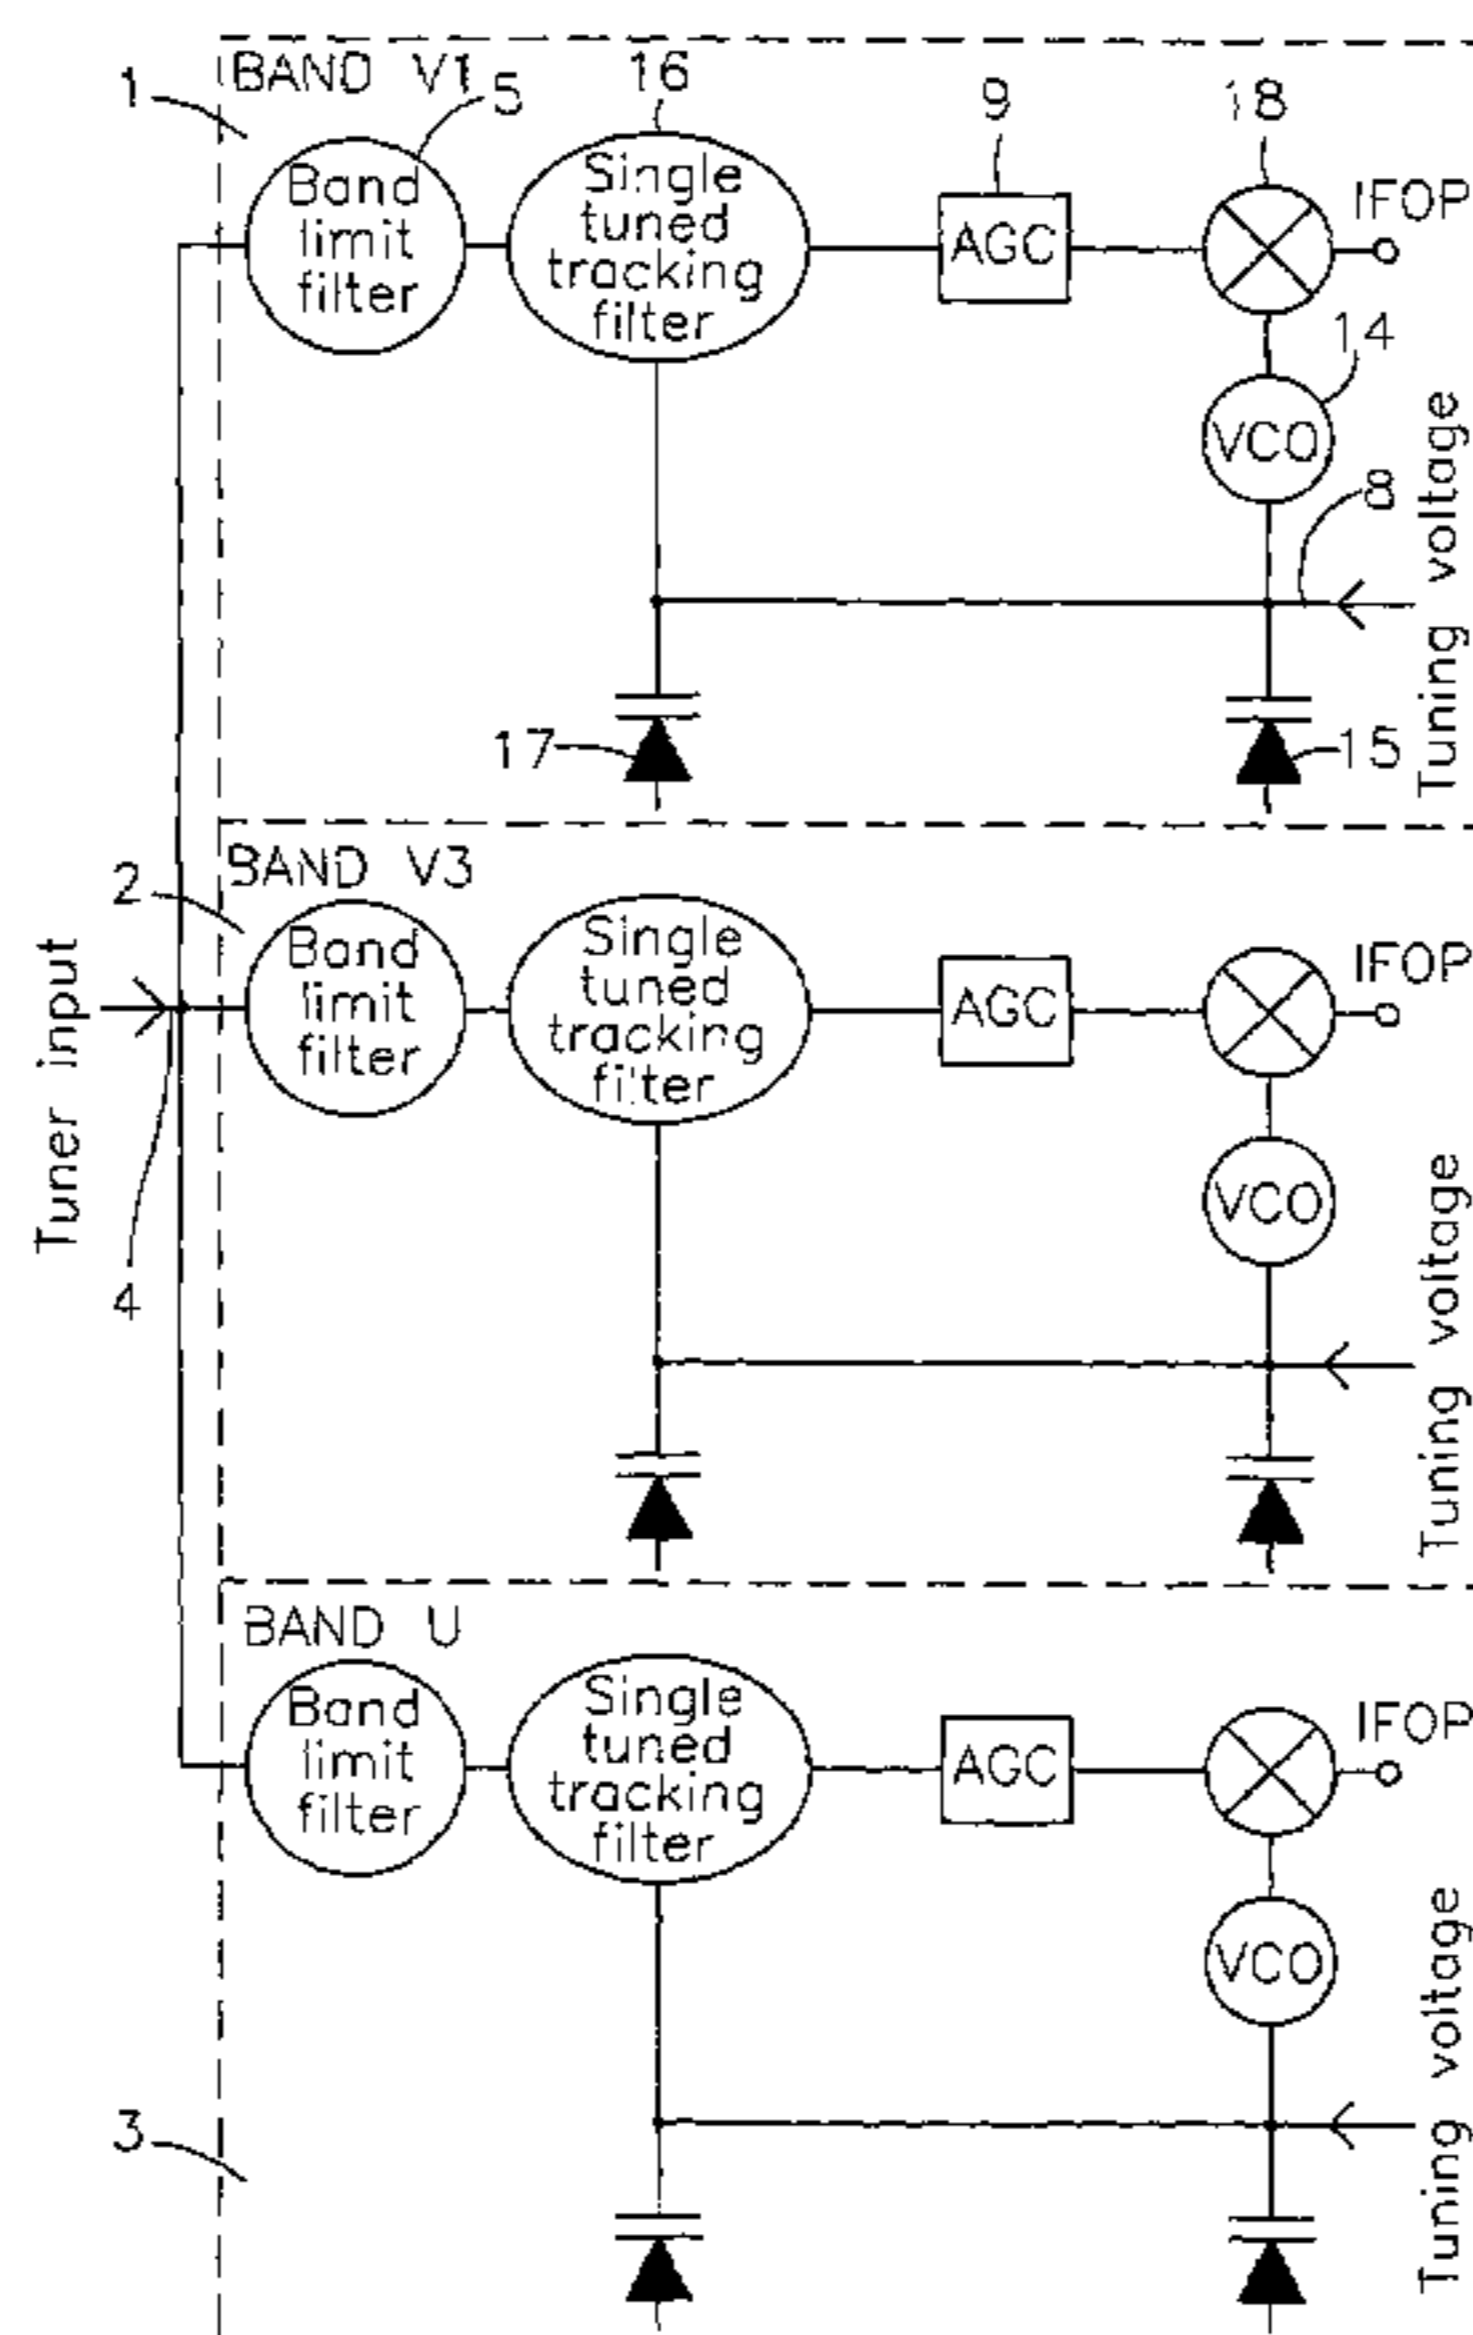 BAND V1
1
5
16
9
18
Band
limit
filter
Single
tuned
tracking
filter
AGC
IFOP
14
VCO
8
Tuning voltage
17
15
BAND V3
2
Band
limit
filter
Single
tuned
tracking
filter
AGC
IFOP
Tuner input
4
VCO
Tuning voltage
BAND U
Band
limit
filter
Single
tuned
tracking
filter
AGC
IFOP
VCO
Tuning voltage
3